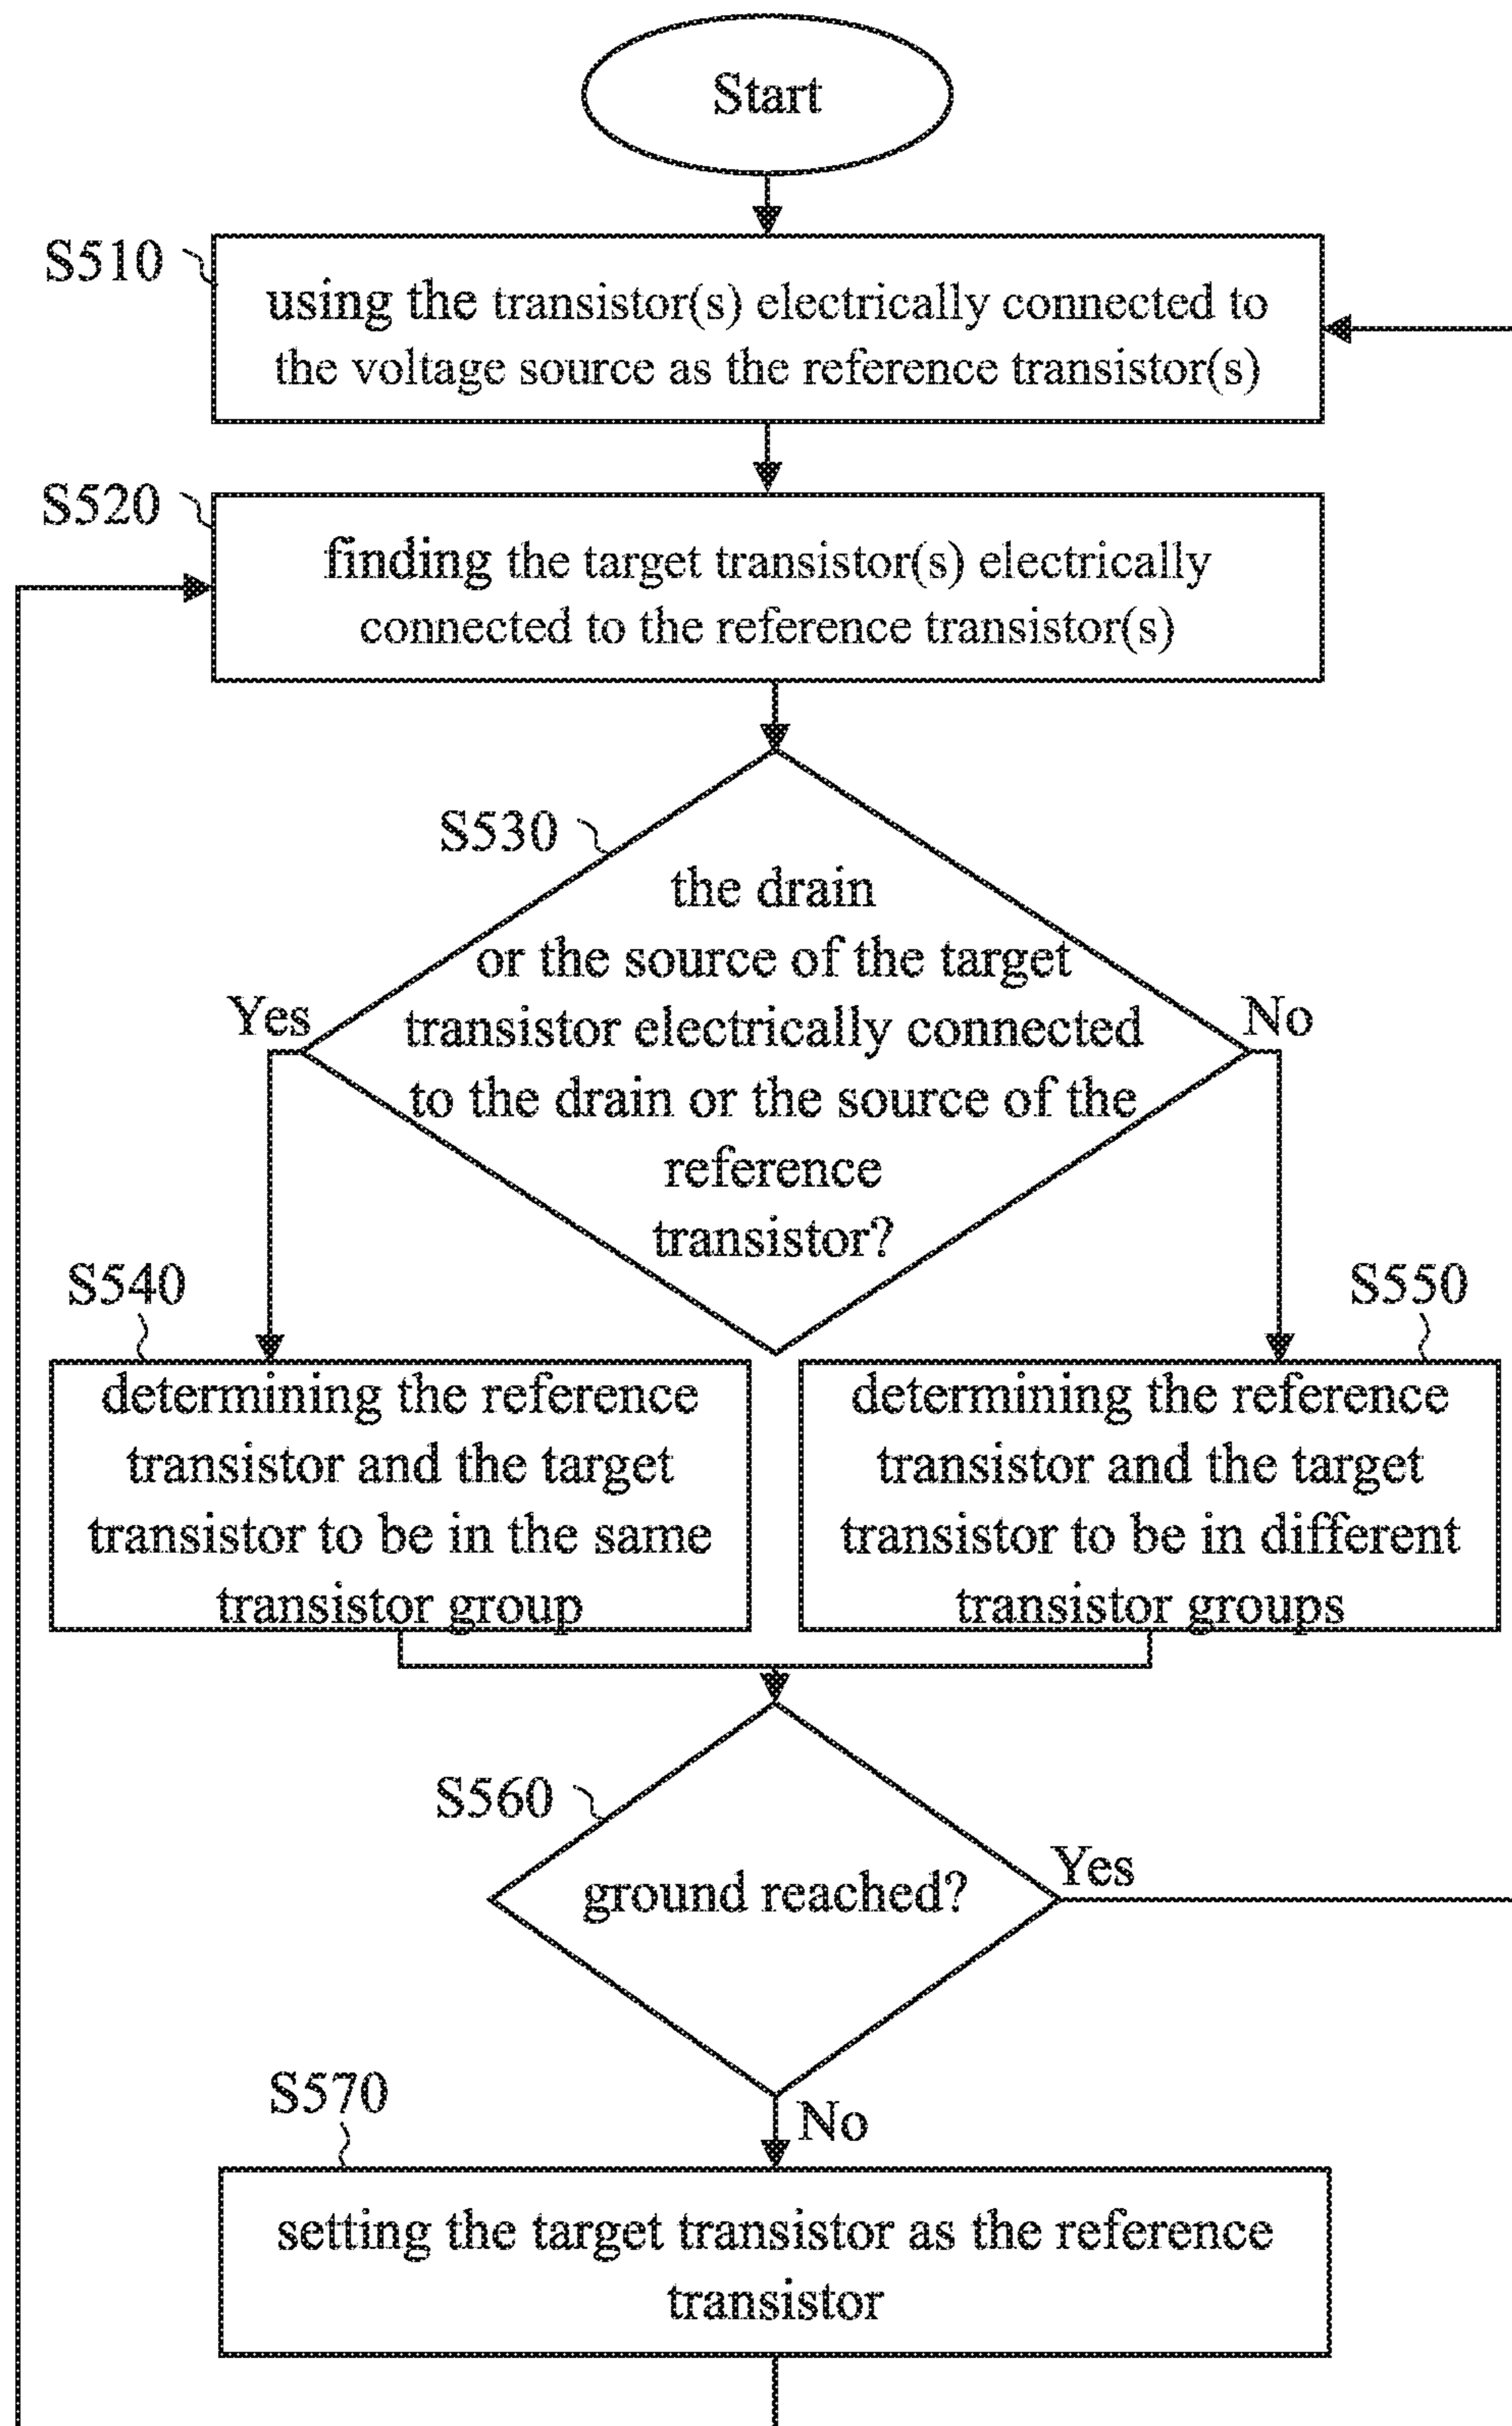 Start
S510
using the transistor(s) electrically connected to
the voltage source as the reference transistor(s)
S520
finding the target transistor(s) electrically
connected to the reference transistor(s)
S530
the drain
or the source of the target
transistor electrically connected
to the drain or the source of the
reference
transistor?
Yes
No
S540
determining the reference
transistor and the target
transistor to be in the same
transistor group
S550
determining the reference
transistor and the target
transistor to be in different
transistor groups
S560
ground reached?
Yes
No
S570
setting the target transistor as the reference
transistor